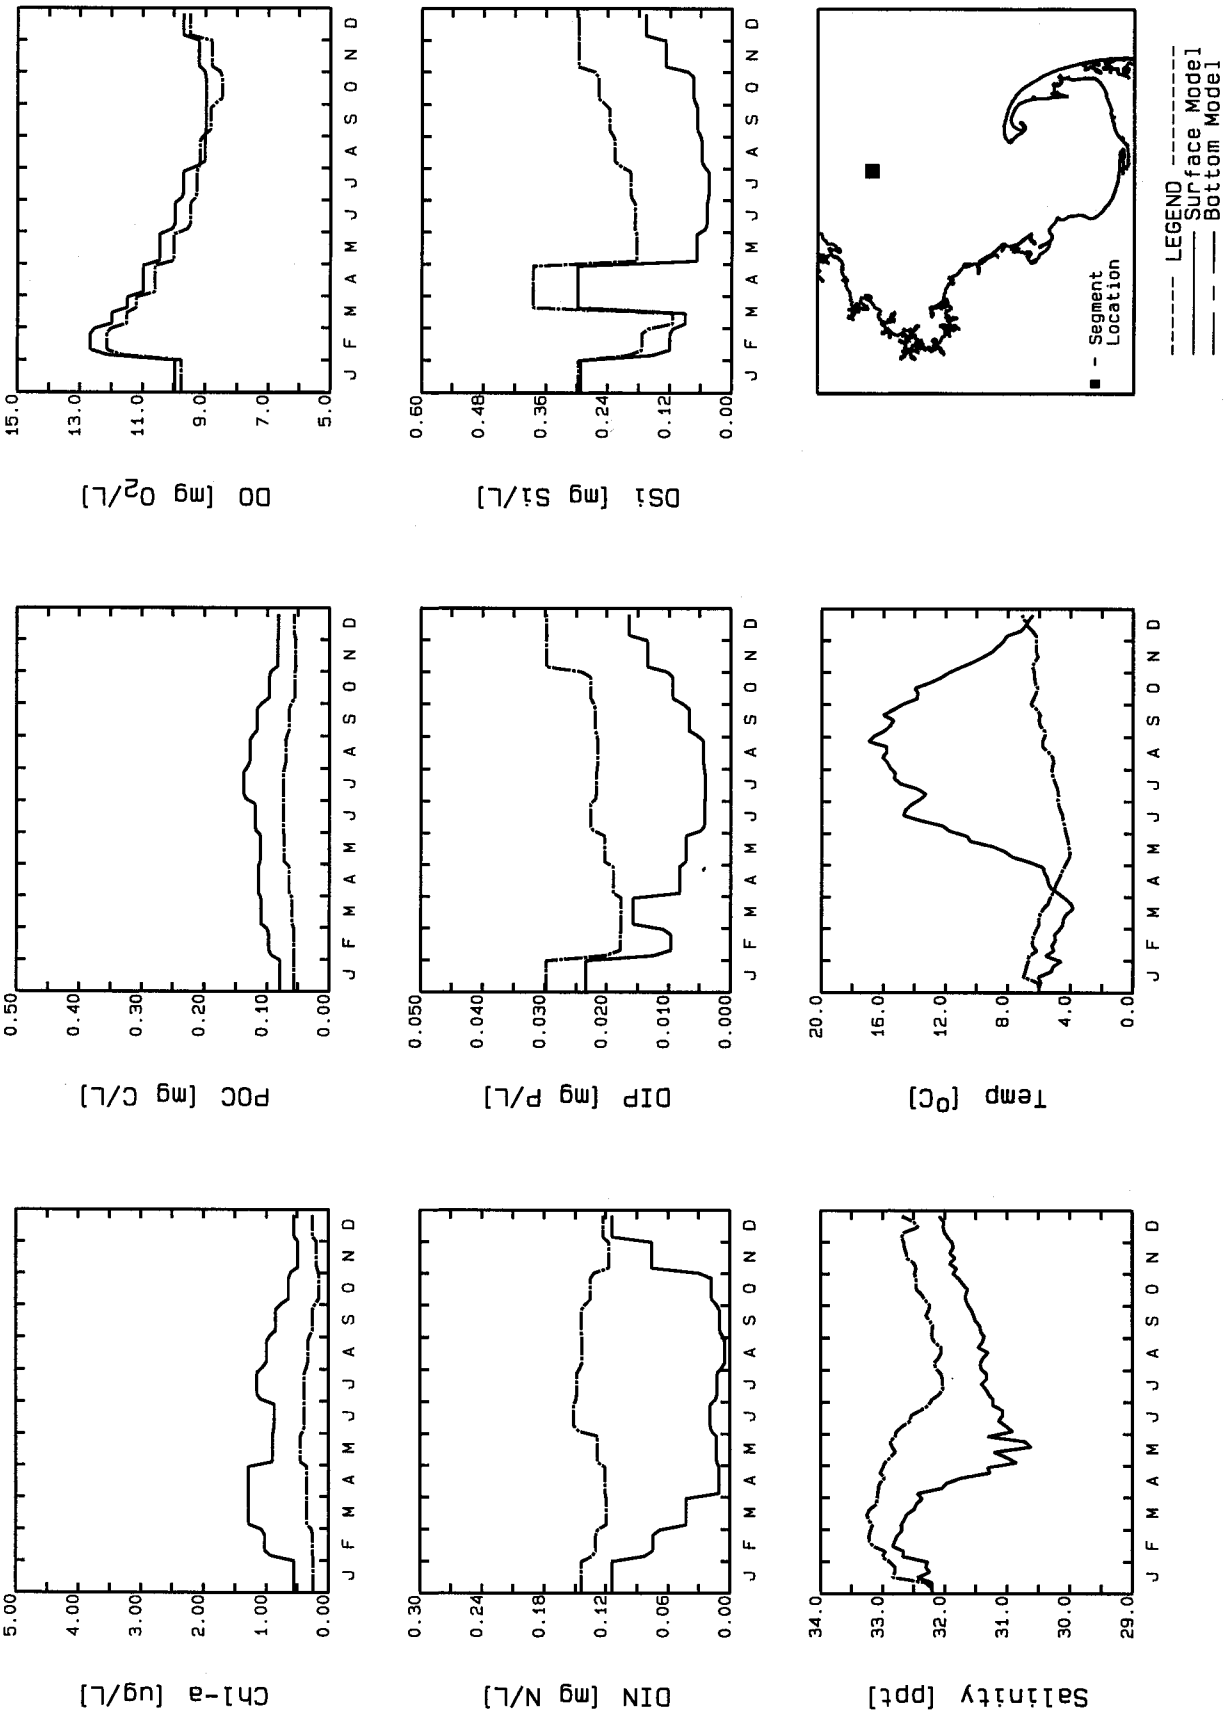 Chl-a [ug/L]
5.00
4.00
3.00
2.00
1.00
0.00
J F M A M J J A S O N D
POC [mg C/L]
0.50
0.40
0.30
0.20
0.10
0.00
J F M A M J J A S O N D
DO [mg O2/L]
15.0
13.0
11.0
9.0
7.0
5.0
J F M A M J J A S O N D
DIN [mg N/L]
0.30
0.24
0.18
0.12
0.06
0.00
J F M A M J J A S O N D
DIP [mg P/L]
0.050
0.040
0.030
0.020
0.010
0.000
J F M A M J J A S O N D
DSi [mg Si/L]
0.60
0.48
0.36
0.24
0.12
0.00
J F M A M J J A S O N D
Salinity [ppt]
34.0
33.0
32.0
31.0
30.0
29.0
J F M A M J J A S O N D
Temp [°C]
20.0
16.0
12.0
8.0
4.0
0.0
J F M A M J J A S O N D
■ - Segment
Location
------ LEGEND ---------
Surface Model
Bottom Model